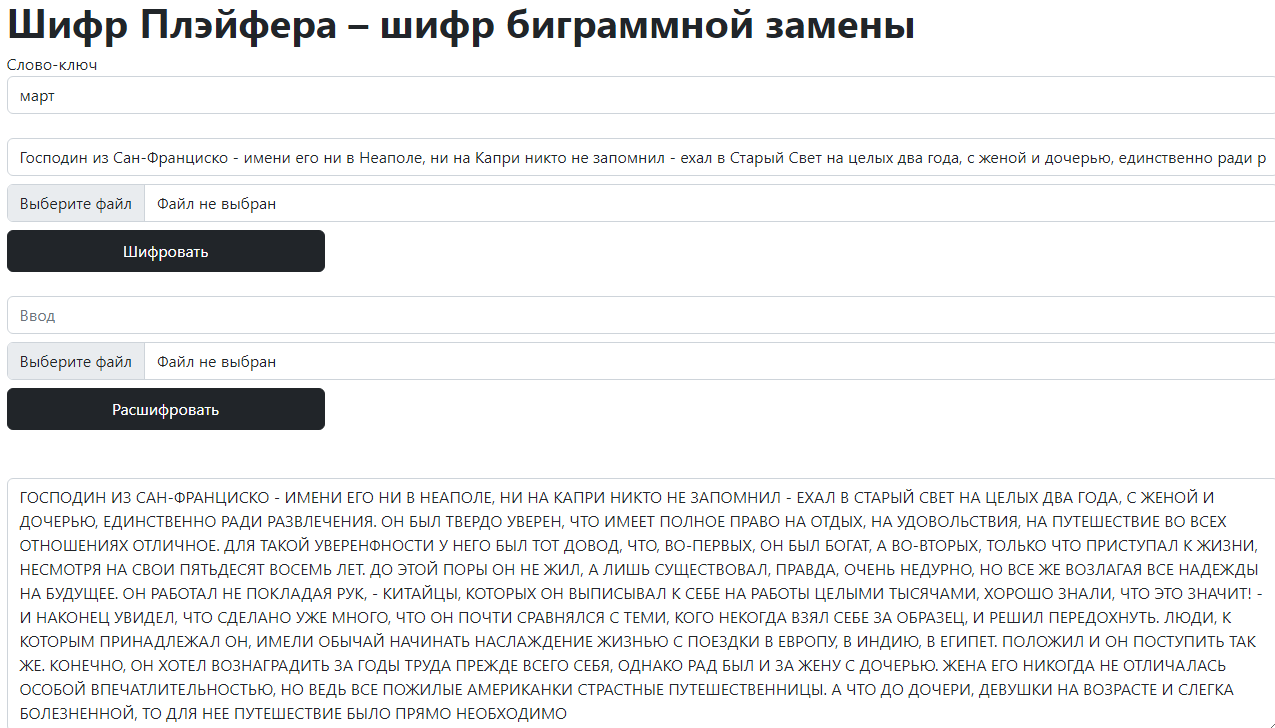 Шифр Плэйфера – шифр биграммной замены
Слово-ключ
март
Господин из Сан-Франциско - имени его ни в Неаполе, ни на Капри никто не запомнил - ехал в Старый Свет на целых два года, с женой и дочерью, единственно ради р
Выберите файл Файл не выбран
Шифровать
Ввод
Выберите файл Файл не выбран
Расшифровать
ГОСПОДИН ИЗ САН-ФРАНЦИСКО - ИМЕНИ ЕГО НИ В НЕАПОЛЕ, НИ НА КАПРИ НИКТО НЕ ЗАПОМНИЛ - ЕХАЛ В СТАРЫЙ СВЕТ НА ЦЕЛЫХ ДВА ГОДА, С ЖЕНОЙ И
ДОЧЕРЬЮ, ЕДИНСТВЕННО РАДИ РАЗВЛЕЧЕНИЯ. ОН БЫЛ ТВЕРДО УВЕРЕН, ЧТО ИМЕЕТ ПОЛНОЕ ПРАВО НА ОТДЫХ, НА УДОВОЛЬСТВИЯ, НА ПУТЕШЕСТВИЕ ВО ВСЕХ
ОТНОШЕНИЯХ ОТЛИЧНОЕ. ДЛЯ ТАКОЙ УВЕРЕНФНОСТИ У НЕГО БЫЛ ТОТ ДОВОД, ЧТО, ВО-ПЕРВЫХ, ОН БЫЛ БОГАТ, А ВО-ВТОРЫХ, ТОЛЬКО ЧТО ПРИСТУПАЛ К ЖИЗНИ,
НЕСМОТРЯ НА СВОИ ПЯТЬДЕСЯТ ВОСЕМЬ ЛЕТ. ДО ЭТОЙ ПОРЫ ОН НЕ ЖИЛ, А ЛИШЬ СУЩЕСТВОВАЛ, ПРАВДА, ОЧЕНЬ НЕДУРНО, НО ВСЕ ЖЕ ВОЗЛАГАЯ ВСЕ НАДЕЖДЫ
НА БУДУЩЕЕ. ОН РАБОТАЛ НЕ ПОКЛАДАЯ РУК, - КИТАЙЦЫ, КОТОРЫХ ОН ВЫПИСЫВАЛ К СЕБЕ НА РАБОТЫ ЦЕЛЫМИ ТЫСЯЧАМИ, ХОРОШО ЗНАЛИ, ЧТО ЭТО ЗНАЧИТ! -
И НАКОНЕЦ УВИДЕЛ, ЧТО СДЕЛАНО УЖЕ МНОГО, ЧТО ОН ПОЧТИ СРАВНЯЛСЯ С ТЕМИ, КОГО НЕКОГДА ВЗЯЛ СЕБЕ ЗА ОБРАЗЕЦ, И РЕШИЛ ПЕРЕДОХНУТЬ. ЛЮДИ, К
КОТОРЫМ ПРИНАДЛЕЖАЛ ОН, ИМЕЛИ ОБЫЧАЙ НАЧИНАТЬ НАСЛАЖДЕНИЕ ЖИЗНЬЮ С ПОЕЗДКИ В ЕВРОПУ, В ИНДИЮ, В ЕГИПЕТ. ПОЛОЖИЛ И ОН ПОСТУПИТЬ ТАК
ЖЕ. КОНЕЧНО, ОН ХОТЕЛ ВОЗНАГРАДИТЬ ЗА ГОДЫ ТРУДА ПРЕЖДЕ ВСЕГО СЕБЯ, ОДНАКО РАД БЫЛ И ЗА ЖЕНУ С ДОЧЕРЬЮ. ЖЕНА ЕГО НИКОГДА НЕ ОТЛИЧАЛАСЬ
ОСОБОЙ ВПЕЧАТЛИТЕЛЬНОСТЬЮ, НО ВЕДЬ ВСЕ ПОЖИЛЫЕ АМЕРИКАНКИ СТРАСТНЫЕ ПУТЕШЕСТВЕННИЦЫ. А ЧТО ДО ДОЧЕРИ, ДЕВУШКИ НА ВОЗРАСТЕ И СЛЕГКА
БОЛЕЗНЕННОЙ, ТО ДЛЯ НЕЕ ПУТЕШЕСТВИЕ БЫЛО ПРЯМО НЕОБХОДИМО